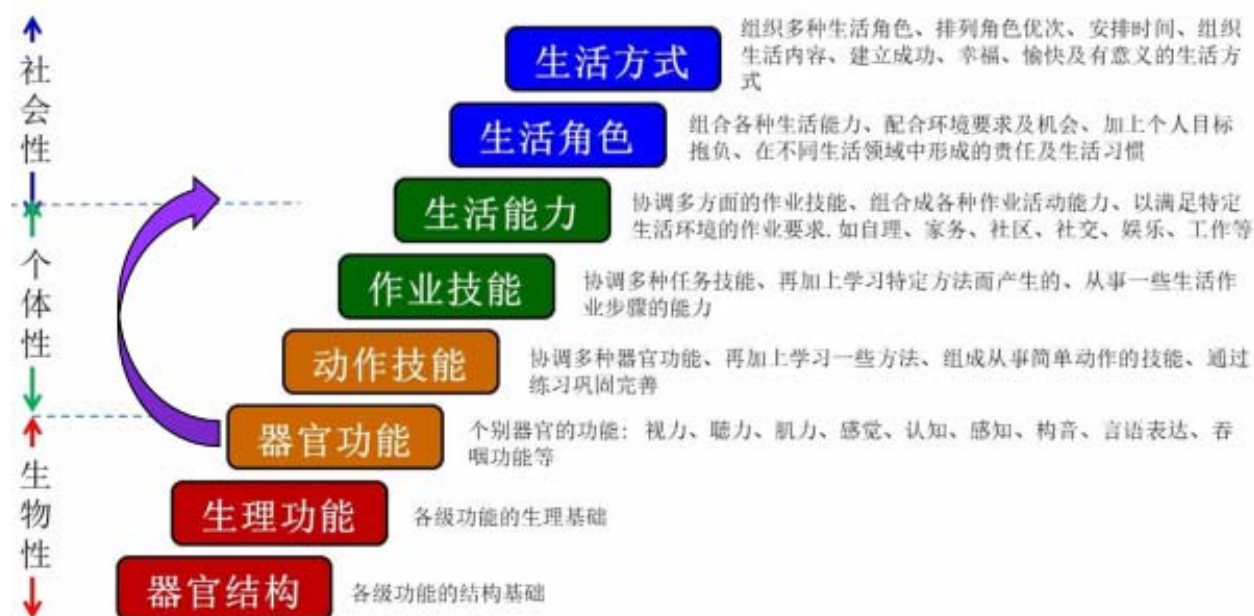 社会性
个体性
生物性
生活方式
组织多种生活角色、排列角色优次、安排时间、组织
生活内容、建立成功、幸福、愉快及有意义的生活方
式
生活角色
组合各种生活能力、配合环境要求及机会、加上个人目标
抱负、在不同生活领域中形成的责任及生活习惯
生活能力
协调多方面的作业技能、组合成各种作业活动能力、以满足特定
生活环境的作业要求.如自理、家务、社区、社交、娱乐、工作等
作业技能
协调多种任务技能、再加上学习特定方法而产生的、从事一些生活作
业步骤的能力
动作技能
协调多种器官功能、再加上学习一些方法、组成从事简单动作的技能、通过
练习巩固完善
器官功能
个别器官的功能: 视力、聴力、肌力、感觉、认知、感知、构音、言语表达、吞
咽功能等
生理功能
各级功能的生理基础
器官结构
各级功能的结构基础